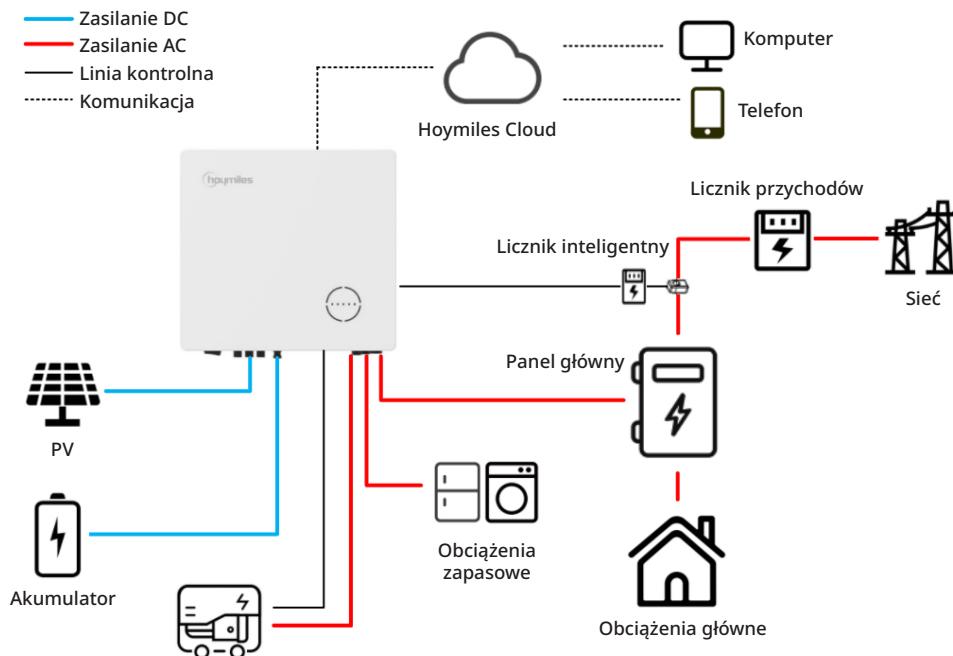 Zasilanie DC
Zasilanie AC
Linia kontrolna
Komunikacja
Komputer
Hoymiles Cloud
Telefon
hoymiles
Licznik przychodów
Licznik inteligentny
Sieć
Panel główny
PV
Obciążenia
zapasowe
Akumulator
Obciążenia główne